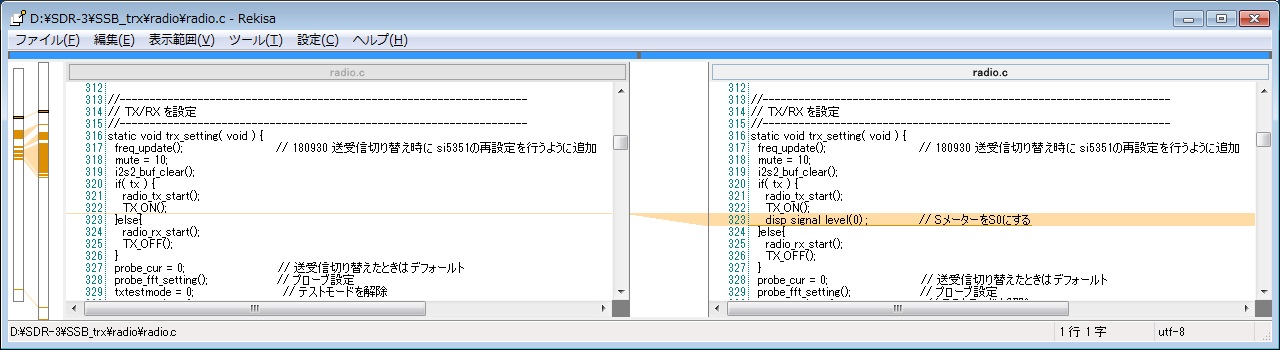 D:¥SDR-3¥SSB_trx¥radio¥radio.c - Rekisa
ファイル(F) 編集(E) 表示範囲(V) ツール(T) 設定(C) ヘルプ(H)
radio.c
312
313 //------------------------------------------------------------------------
314 // TX/RX を設定
315 //------------------------------------------------------------------------
316 static void trx_setting( void ) {
317 freq_update(); // 180930 送受信切り替え時に si5351の再設定を行うように追加
318 mute = 10;
319 i2s2_buf_clear();
320 if( tx ) {
321 radio_tx_start();
322 TX_ON();
323 }else{
324 radio_rx_start();
325 TX_OFF();
326 }
327 probe_cur = 0; // 送受信切り替えたときはデフォールト
328 probe_fft_setting(); // プローブ設定
329 txtestmode = 0; // テストモードを解除
radio.c
312
313 //------------------------------------------------------------------------
314 // TX/RX を設定
315 //------------------------------------------------------------------------
316 static void trx_setting( void ) {
317 freq_update(); // 180930 送受信切り替え時に si5351の再設定を行うように追加
318 mute = 10;
319 i2s2_buf_clear();
320 if( tx ) {
321 radio_tx_start();
322 TX_ON();
323 disp_signal_level(0); // SメーターをS0にする
324 }else{
325 radio_rx_start();
326 TX_OFF();
327 }
328 probe_cur = 0; // 送受信切り替えたときはデフォールト
329 probe_fft_setting(); // プローブ設定
D:¥SDR-3¥SSB_trx¥radio¥radio.c 1 行 1 字 utf-8